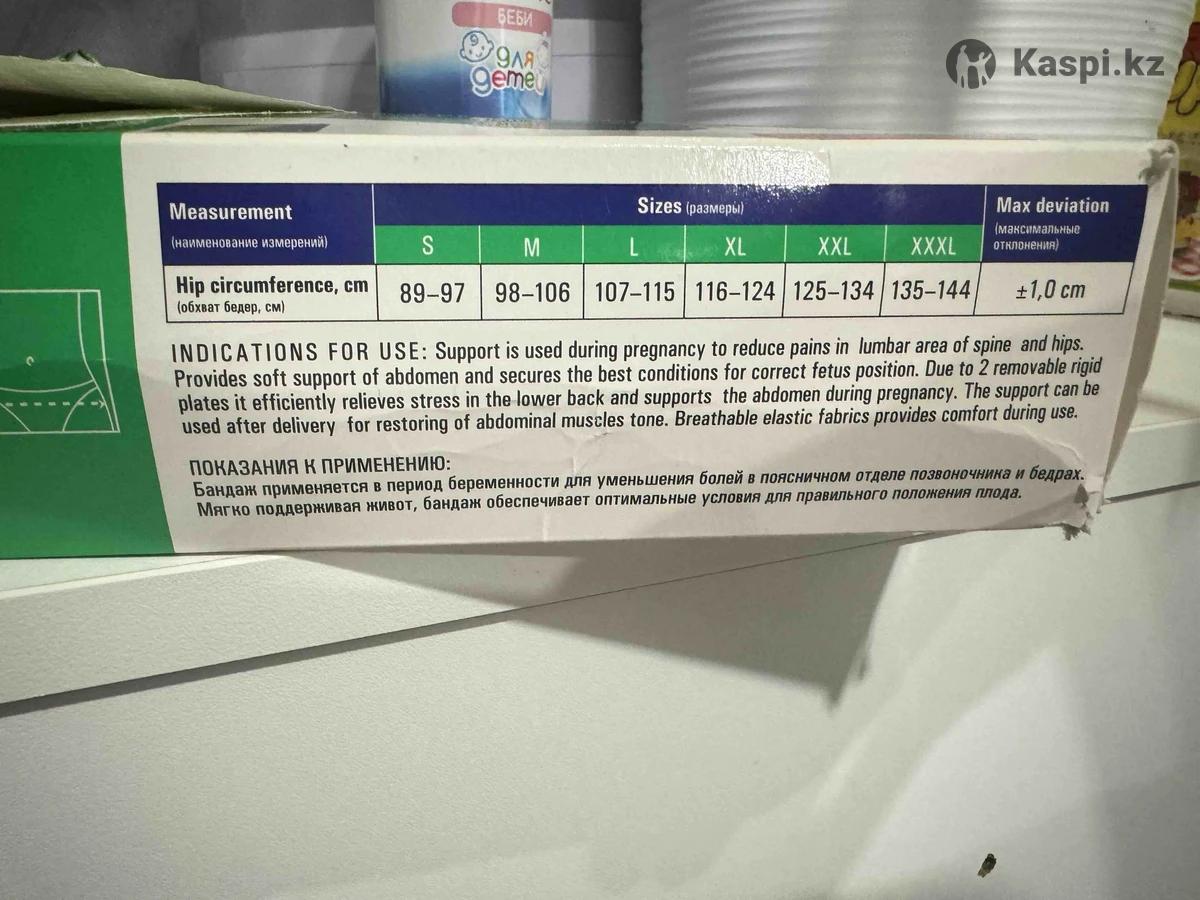 БЕБИ
для
детей
Kaspi.kz
Measurement
(наименование измерений)
Sizes (размеры)
Max deviation
(максимальные
отклонения)
S M L XL XXL XXXL
Hip circumference, cm
(обхват бедер, см)
89–97 98–106 107–115 116–124 125–134 135–144 ±1,0 cm
INDICATIONS FOR USE: Support is used during pregnancy to reduce pains in lumbar area of spine and hips.
Provides soft support of abdomen and secures the best conditions for correct fetus position. Due to 2 removable rigid
plates it efficiently relieves stress in the lower back and supports the abdomen during pregnancy. The support can be
used after delivery for restoring of abdominal muscles tone. Breathable elastic fabrics provides comfort during use.
ПОКАЗАНИЯ К ПРИМЕНЕНИЮ:
Бандаж применяется в период беременности для уменьшения болей в поясничном отделе позвоночника и бедрах.
Мягко поддерживая живот, бандаж обеспечивает оптимальные условия для правильного положения плода.